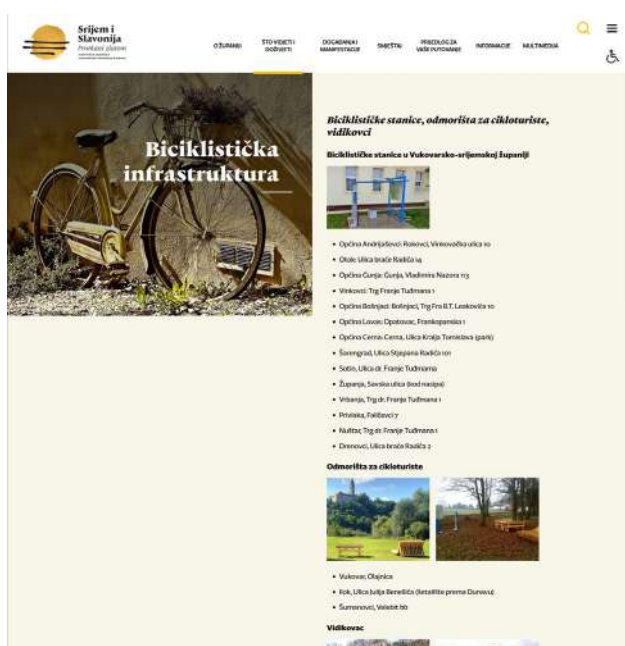 Srijem i
Slavonija
Prošarani zlatom
O ŽUPANIJI
ŠTO VIDJETI I
DOŽIVJETI
DOGAĐANJA I
MANIFESTACIJE
SMJEŠTAJ
PRIJEDLOG ZA
VAŠE PUTOVANJE
INFORMACIJE
MULTIMEDIJA
Biciklistička
infrastruktura
Biciklističke stanice, odmorišta za cikloturiste,
vidikovci
Biciklističke stanice u Vukovarsko-srijemskoj županiji
Općina Andrijaševci: Rokovci, Vinkovačka ulica 10
Otok: Ulica braće Radića 14
Općina Gunja: Gunja, Vladimira Nazora 113
Vinkovci: Trg Franje Tuđmana 1
Općina Bošnjaci: Bošnjaci, Trg Fra B.T. Leakovića 10
Općina Lovas: Opatovac, Frankopanska 1
Općina Cerna: Cerna, Ulica Kralja Tomislava (park)
Šarengrad, Ulica Stjepana Radića 101
Sotin, Ulica dr. Franje Tuđmana
Županja, Savska ulica (kod nasipa)
Vrbanja, Trg dr. Franje Tuđmana 1
Privlaka, Faličevci 7
Nuštar, Trg dr. Franje Tuđmana 1
Drenovci, Ulica braće Radića 2
Odmorišta za cikloturiste
Vukovar, Olajnica
Ilok, Ulica Julija Benešića (šetalište prema Dunavu)
Šumanovci, Velebit bb
Vidikovac